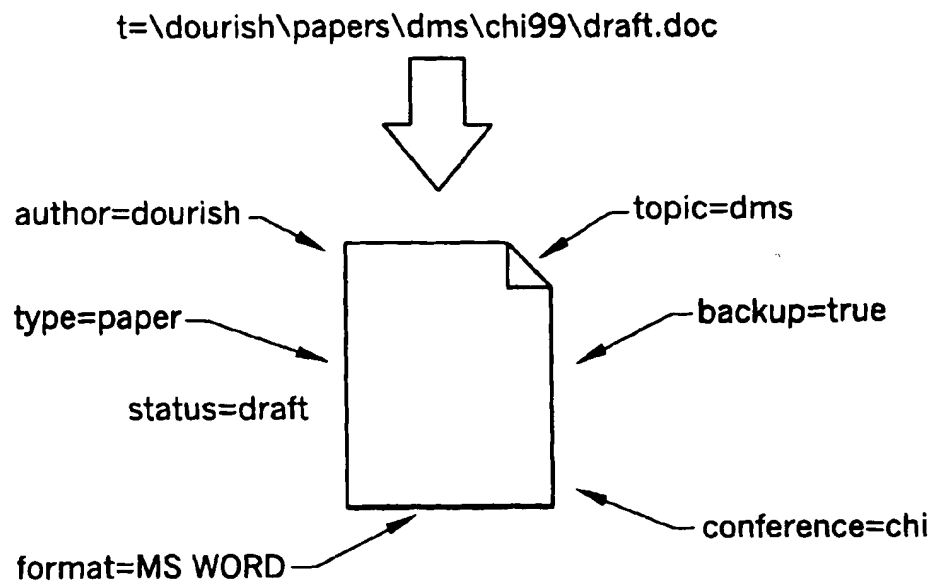 t=\dourish\papers\dms\chi99\draft.doc
author=dourish
topic=dms
type=paper
backup=true
status=draft
conference=chi
format=MS WORD